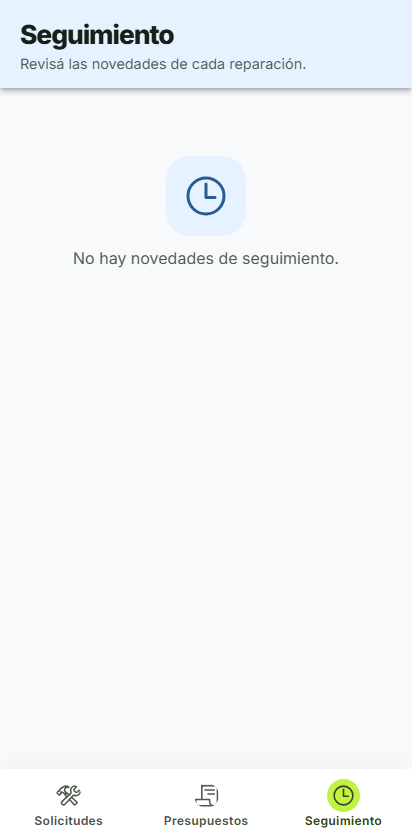 Seguimiento
Revisá las novedades de cada reparación.
No hay novedades de seguimiento.
Solicitudes
Presupuestos
Seguimiento